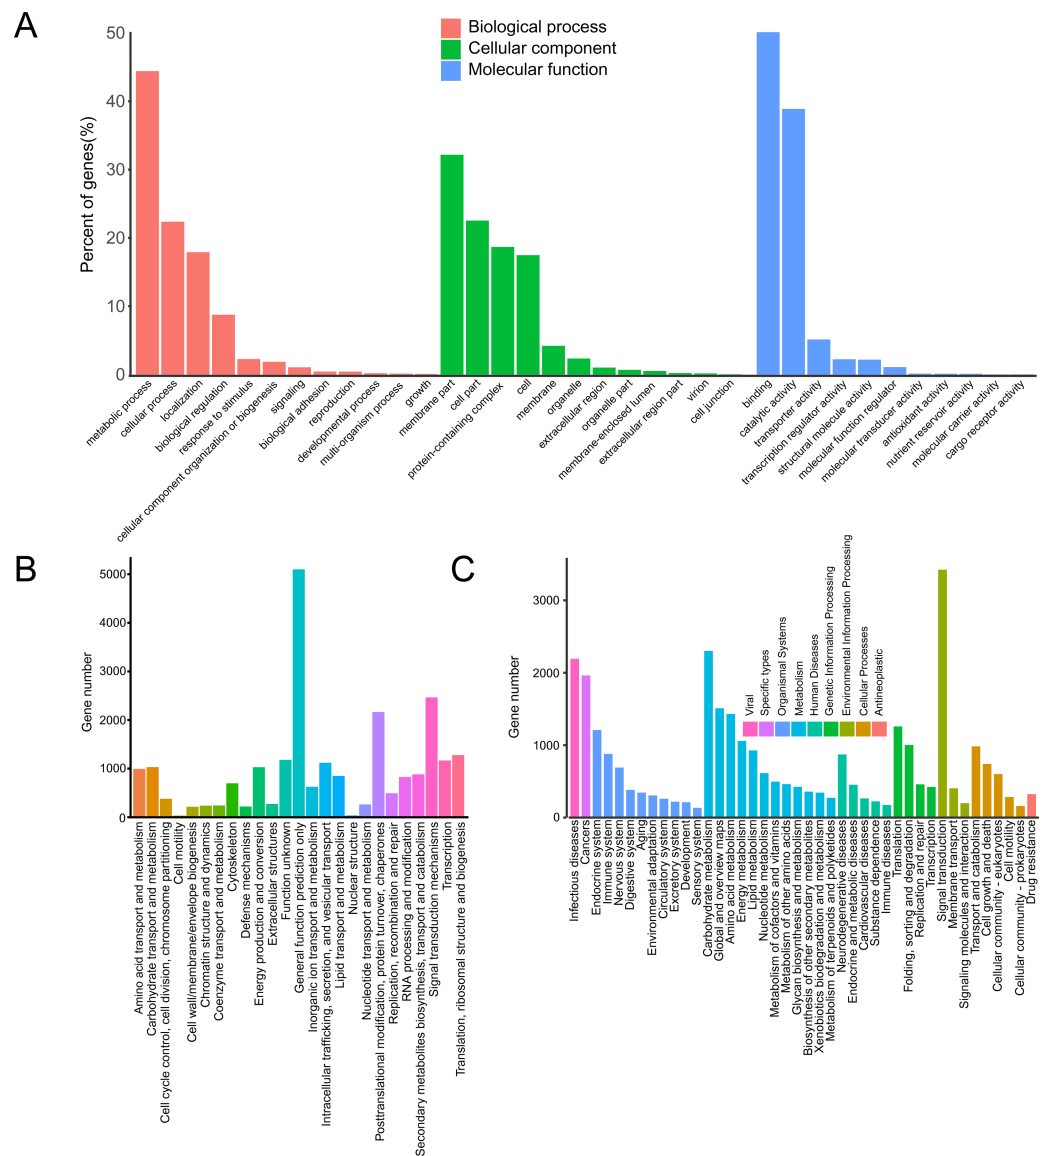 A
Biological process
Cellular component
Molecular function
Percent of genes(%)
50
40
30
20
10
0
metabolic process
cellular process
localization
biological regulation
response to stimulus
cellular component organization or biogenesis
signaling
biological adhesion
reproduction
developmental process
multi-organism process
growth
membrane part
cell part
protein-containing complex
cell
membrane
organelle
extracellular region
organelle part
membrane-enclosed lumen
extracellular region part
virion
cell junction
binding
catalytic activity
transporter activity
transcription regulator activity
structural molecule activity
molecular function regulator
molecular transducer activity
antioxidant activity
nutrient reservoir activity
molecular carrier activity
cargo receptor activity
B
Gene number
5000
4000
3000
2000
1000
0
Amino acid transport and metabolism
Carbohydrate transport and metabolism
Cell cycle control, cell division, chromosome partitioning
Cell motility
Cell wall/membrane/envelope biogenesis
Chromatin structure and dynamics
Coenzyme transport and metabolism
Cytoskeleton
Defense mechanisms
Energy production and conversion
Extracellular structures
Function unknown
General function prediction only
Inorganic ion transport and metabolism
Intracellular trafficking, secretion, and vesicular transport
Lipid transport and metabolism
Nuclear structure
Nucleotide transport and metabolism
Posttranslational modification, protein turnover, chaperones
Replication, recombination and repair
RNA processing and modification
Secondary metabolites biosynthesis, transport and catabolism
Signal transduction mechanisms
Transcription
Translation, ribosomal structure and biogenesis
C
Gene number
3000
2000
1000
0
Viral
Specific types
Organismal Systems
Metabolism
Human Diseases
Genetic Information Processing
Environmental Information Processing
Cellular Processes
Antineoplastic
Infectious diseases
Cancers
Endocrine system
Immune system
Nervous system
Digestive system
Aging
Environmental adaptation
Circulatory system
Excretory system
Development
Sensory system
Carbohydrate metabolism
Global and overview maps
Amino acid metabolism
Energy metabolism
Lipid metabolism
Nucleotide metabolism
Metabolism of cofactors and vitamins
Metabolism of other amino acids
Glycan biosynthesis and metabolism
Biosynthesis of other secondary metabolites
Xenobiotics biodegradation and metabolism
Metabolism of terpenoids and polyketides
Neurodegenerative diseases
Endocrine and metabolic diseases
Cardiovascular diseases
Substance dependence
Immune diseases
Translation
Folding, sorting and degradation
Replication and repair
Transcription
Signal transduction
Membrane transport
Signaling molecules and interaction
Transport and catabolism
Cell growth and death
Cellular community - eukaryotes
Cell motility
Cellular community - prokaryotes
Drug resistance